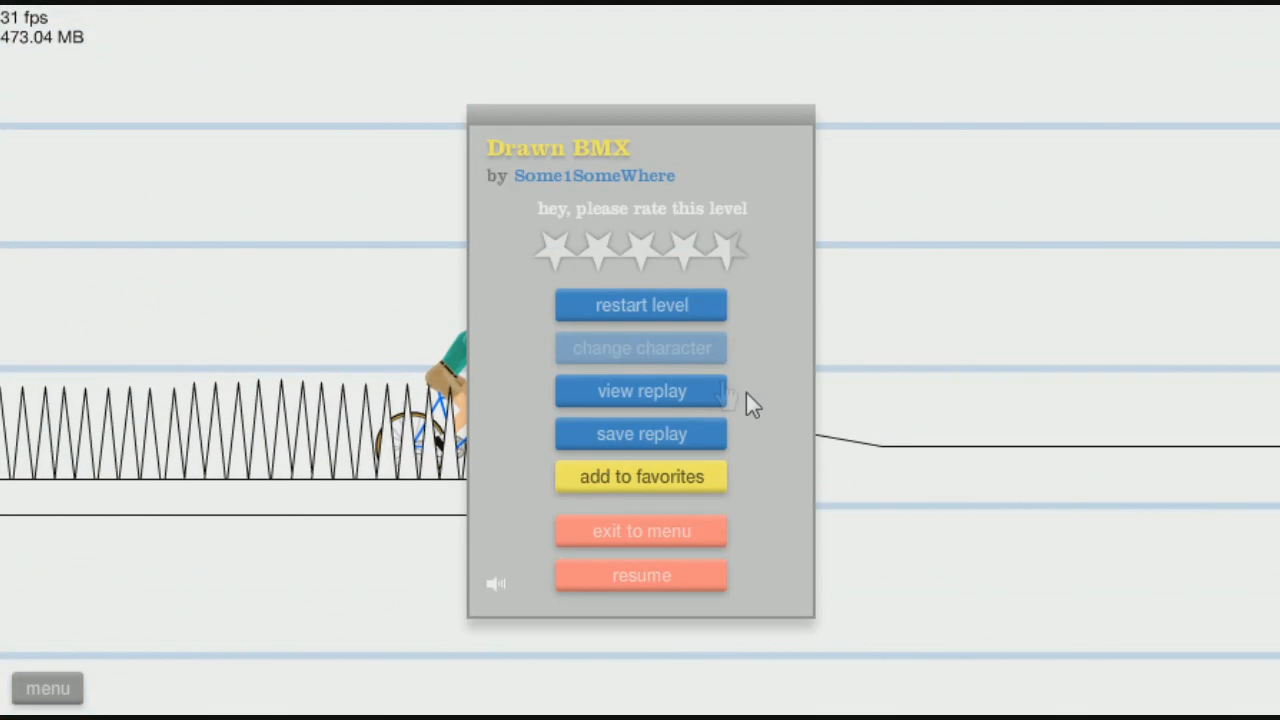 31 fps
473.04 MB
Drawn BMX
by Some1SomeWhere
hey, please rate this level
restart level
change character
view replay
save replay
add to favorites
exit to menu
resume
menu